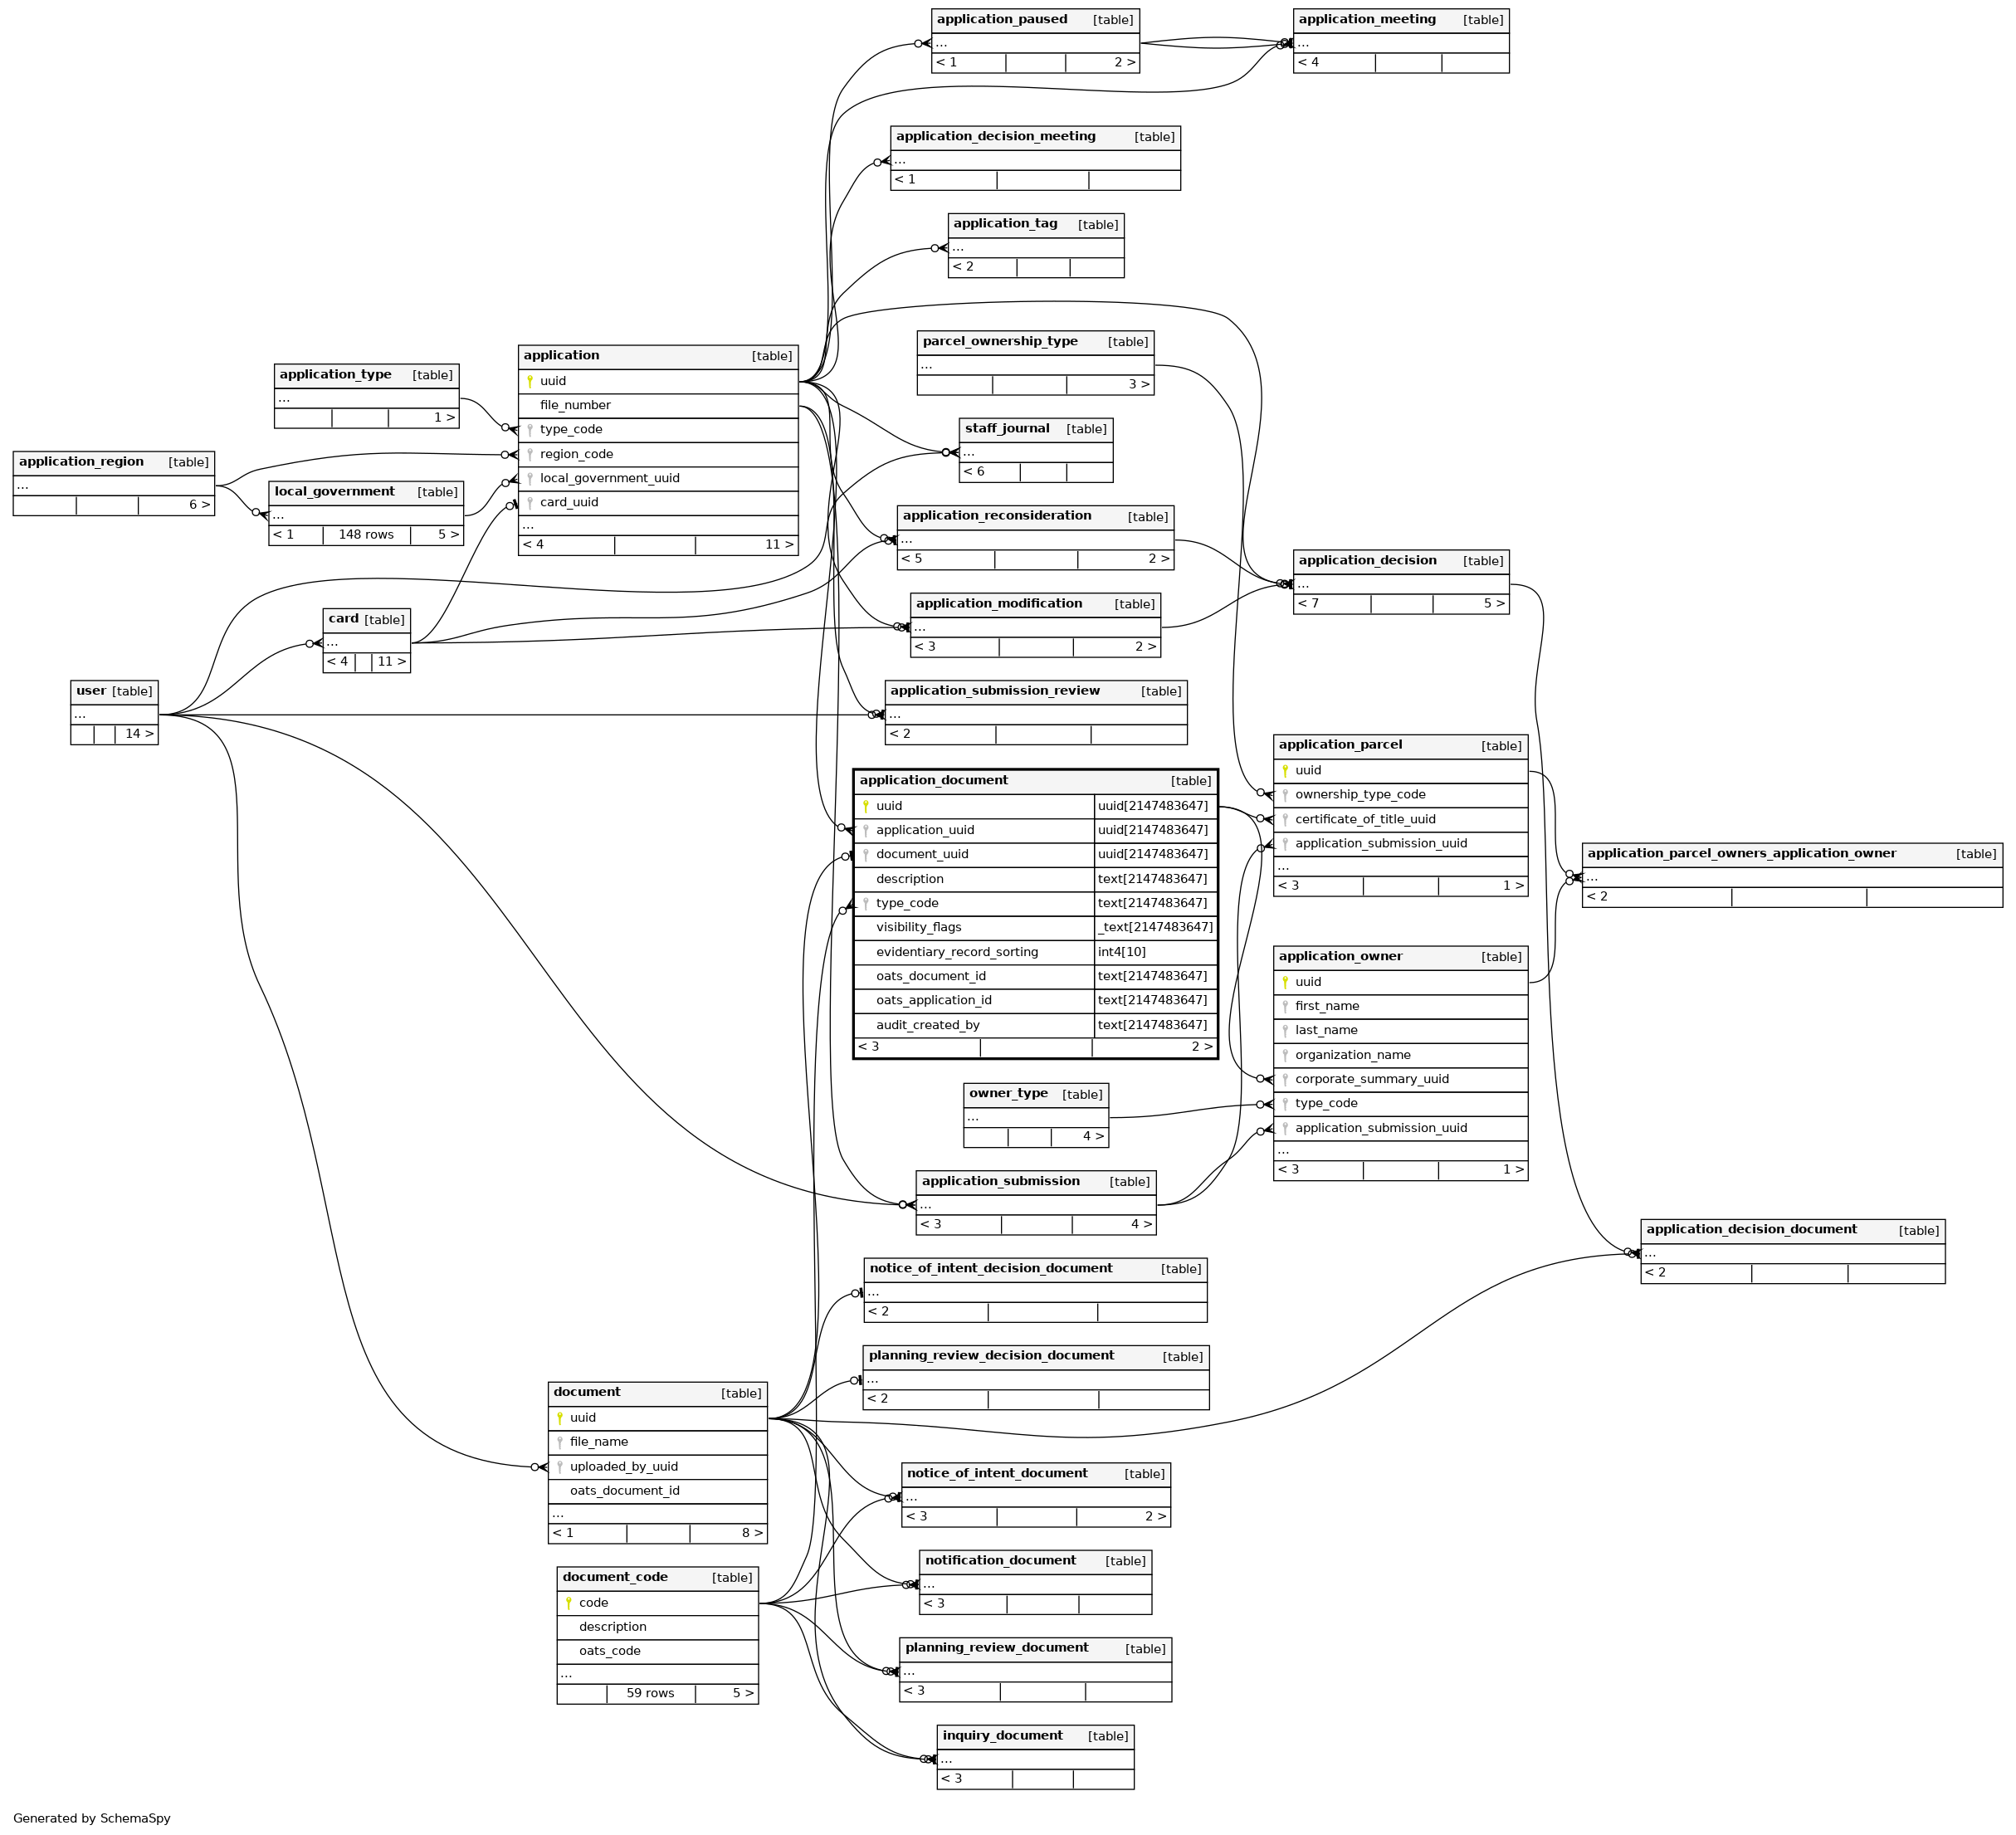 application_paused [table]
...
< 1 2 >
application_meeting [table]
...
< 4
application_decision_meeting [table]
...
< 1
application_tag [table]
...
< 2
parcel_ownership_type [table]
...
3 >
application [table]
uuid
file_number
type_code
region_code
local_government_uuid
card_uuid
...
< 4 11 >
application_type [table]
...
1 >
application_region [table]
...
6 >
local_government [table]
...
< 1 148 rows 5 >
staff_journal [table]
...
< 6
application_reconsideration [table]
...
< 5 2 >
application_decision [table]
...
< 7 5 >
application_modification [table]
...
< 3 2 >
card [table]
...
< 4 11 >
user [table]
...
14 >
application_submission_review [table]
...
< 2
application_document [table]
uuid uuid[2147483647]
application_uuid uuid[2147483647]
document_uuid uuid[2147483647]
description text[2147483647]
type_code text[2147483647]
visibility_flags _text[2147483647]
evidentiary_record_sorting int4[10]
oats_document_id text[2147483647]
oats_application_id text[2147483647]
audit_created_by text[2147483647]
< 3 2 >
application_parcel [table]
uuid
ownership_type_code
certificate_of_title_uuid
application_submission_uuid
...
< 3 1 >
application_parcel_owners_application_owner [table]
...
< 2
application_owner [table]
uuid
first_name
last_name
organization_name
corporate_summary_uuid
type_code
application_submission_uuid
...
< 3 1 >
owner_type [table]
...
4 >
application_submission [table]
...
< 3 4 >
application_decision_document [table]
...
< 2
notice_of_intent_decision_document [table]
...
< 2
planning_review_decision_document [table]
...
< 2
document [table]
uuid
file_name
uploaded_by_uuid
oats_document_id
...
< 1 8 >
notice_of_intent_document [table]
...
< 3 2 >
notification_document [table]
...
< 3
document_code [table]
code
description
oats_code
...
59 rows 5 >
planning_review_document [table]
...
< 3
inquiry_document [table]
...
< 3
Generated by SchemaSpy